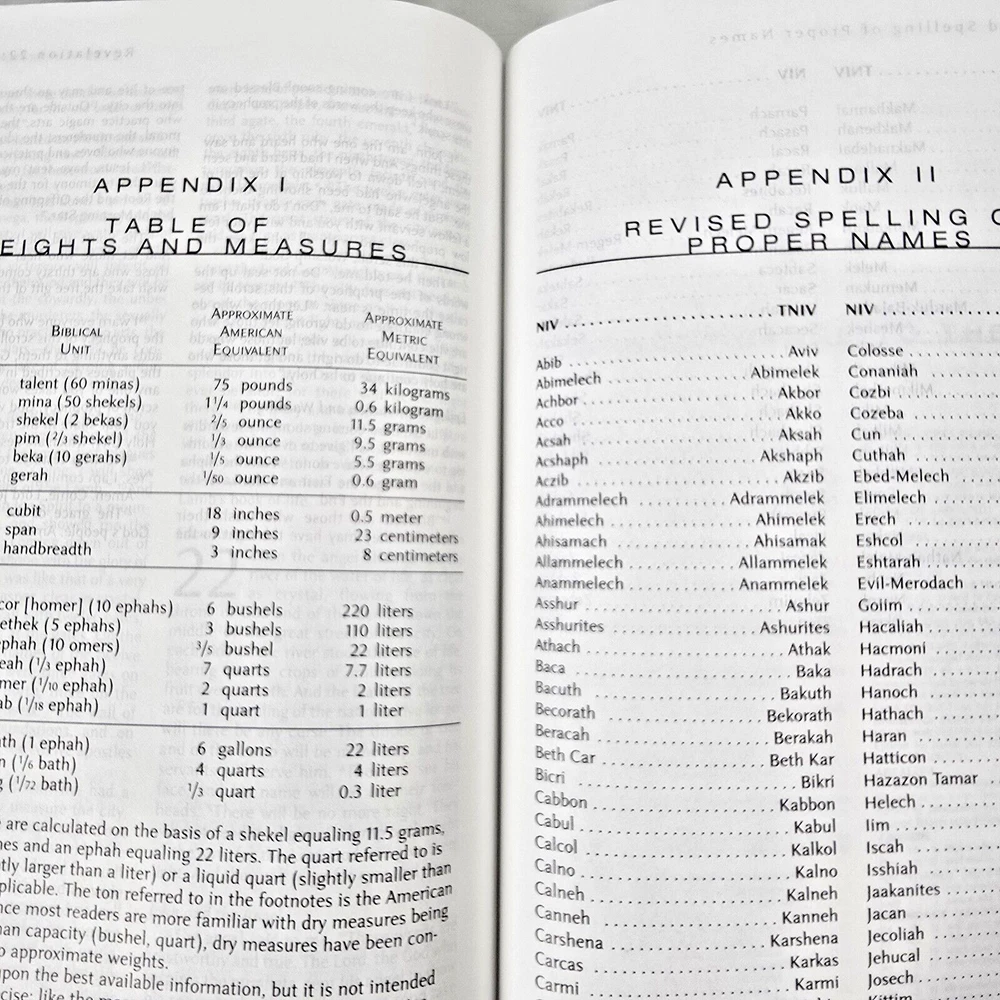 APPENDIX I
TABLE OF
EIGHTS AND MEASURES
BIBLICAL UNIT APPROXIMATE AMERICAN EQUIVALENT APPROXIMATE METRIC EQUIVALENT
talent (60 minas) 75 pounds 34 kilograms
mina (50 shekels) 1 1/4 pounds 0.6 kilogram
shekel (2 bekas) 2/5 ounce 11.5 grams
pim (2/3 shekel) 1/3 ounce 9.5 grams
beka (10 gerahs) 1/5 ounce 5.5 grams
gerah 1/50 ounce 0.6 gram
cubit 18 inches 0.5 meter
span 9 inches 23 centimeters
handbreadth 3 inches 8 centimeters
cor [homer] (10 ephahs) 6 bushels 220 liters
ethek (5 ephahs) 3 bushels 110 liters
phah (10 omers) 3/5 bushel 22 liters
eah (1/3 ephah) 7 quarts 7.7 liters
mer (1/10 ephah) 2 quarts 2 liters
ab (1/18 ephah) 1 quart 1 liter
th (1 ephah) 6 gallons 22 liters
n (1/6 bath) 4 quarts 4 liters
g (1/72 bath) 1/3 quart 0.3 liter
are calculated on the basis of a shekel equaling 11.5 grams,
hes and an ephah equaling 22 liters. The quart referred to is
tly larger than a liter) or a liquid quart (slightly smaller than
plicable. The ton referred to in the footnotes is the American
nce most readers are more familiar with dry measures being
an capacity (bushel, quart), dry measures have been con-
o approximate weights.
upon the best available information, but it is not intended
cise; like the
APPENDIX II
REVISED SPELLING O
PROPER NAMES
NIV TNIV
Abib Aviv
Abimelech Abimelek
Achbor Akbor
Acco Akko
Acsah Aksah
Acshaph Akshaph
Aczib Akzib
Adrammelech Adrammelek
Ahimelech Ahimelek
Ahisamach Ahisamak
Allammelech Allammelek
Anammelech Anammelek
Asshur Ashur
Asshurites Ashurites
Athach Athak
Baca Baka
Bacuth Bakuth
Becorath Bekorath
Beracah Berakah
Beth Car Beth Kar
Bicri Bikri
Cabbon Kabbon
Cabul Kabul
Calcol Kalkol
Calno Kalno
Calneh Kalneh
Canneh Kanneh
Carshena Karshena
Carcas Karkas
Carmi Karmi
NIV
Colosse
Conaniah
Cozbi
Cozeba
Cun
Cuthah
Ebed-Melech
Elimelech
Erech
Eshcol
Eshtarah
Evil-Merodach
Golim
Hacaliah
Hacmoni
Hadrach
Hanoch
Hathach
Haran
Hatticon
Hazazon Tamar
Helech
Iim
Iscah
Isshiah
Jaakanites
Jacan
Jecoliah
Jehucal
Josech
Kittim